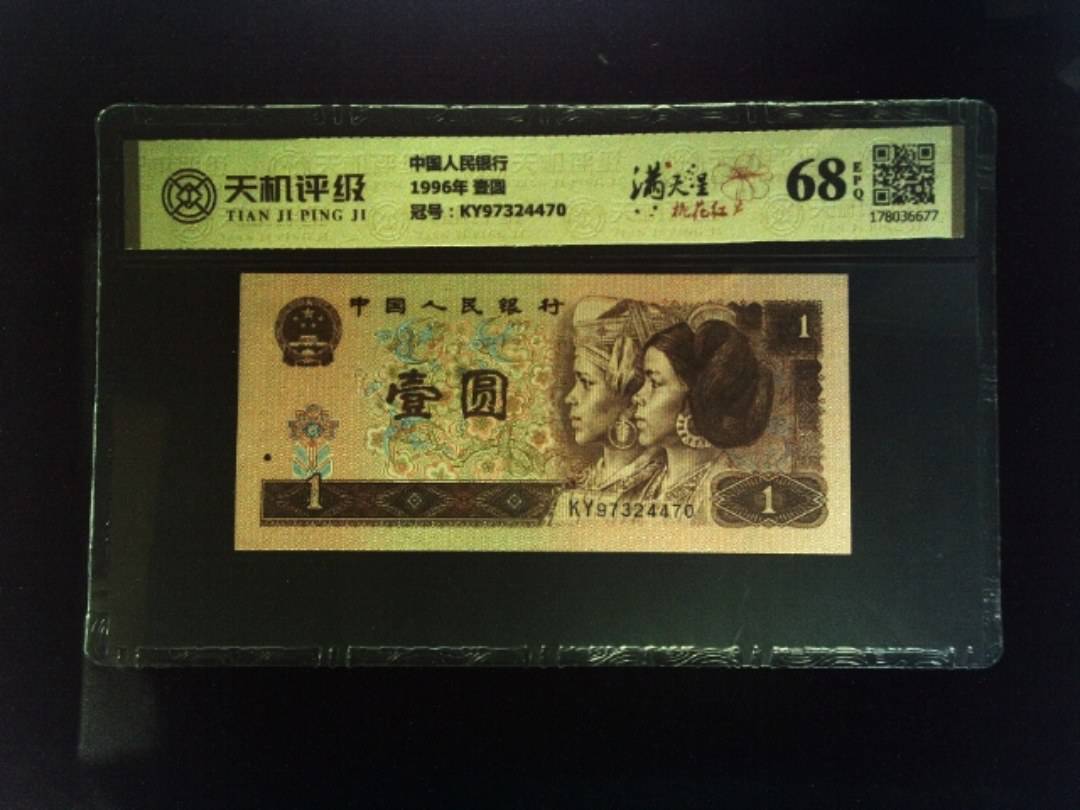 天机评级
TIAN JI PING JI
中国人民银行
1996年 壹圆
冠号：KY97324470
满天星
桃花红
68
EPQ
178036677
中国人民银行
1
壹圆
1
KY97324470
1